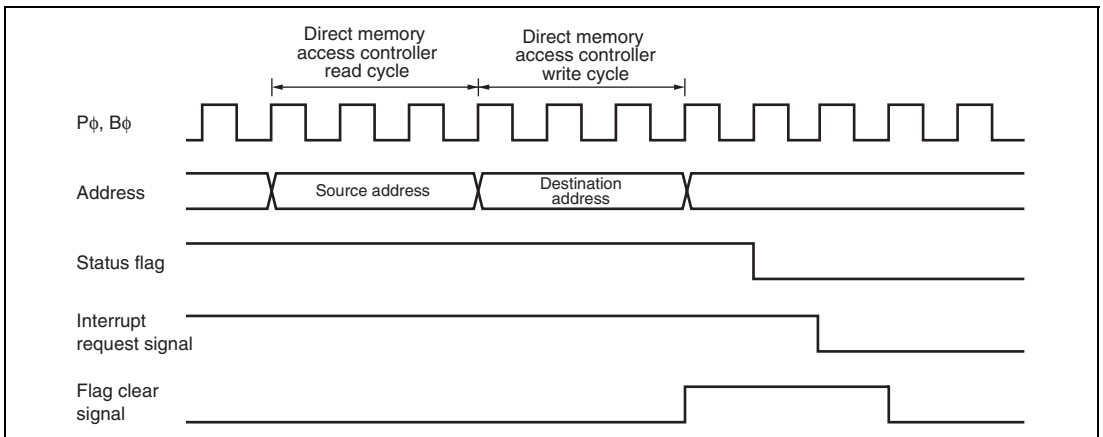 Direct memory
access controller
read cycle
Direct memory
access controller
write cycle
Pϕ, Bϕ
Address
Source address
Destination
address
Status flag
Interrupt
request signal
Flag clear
signal